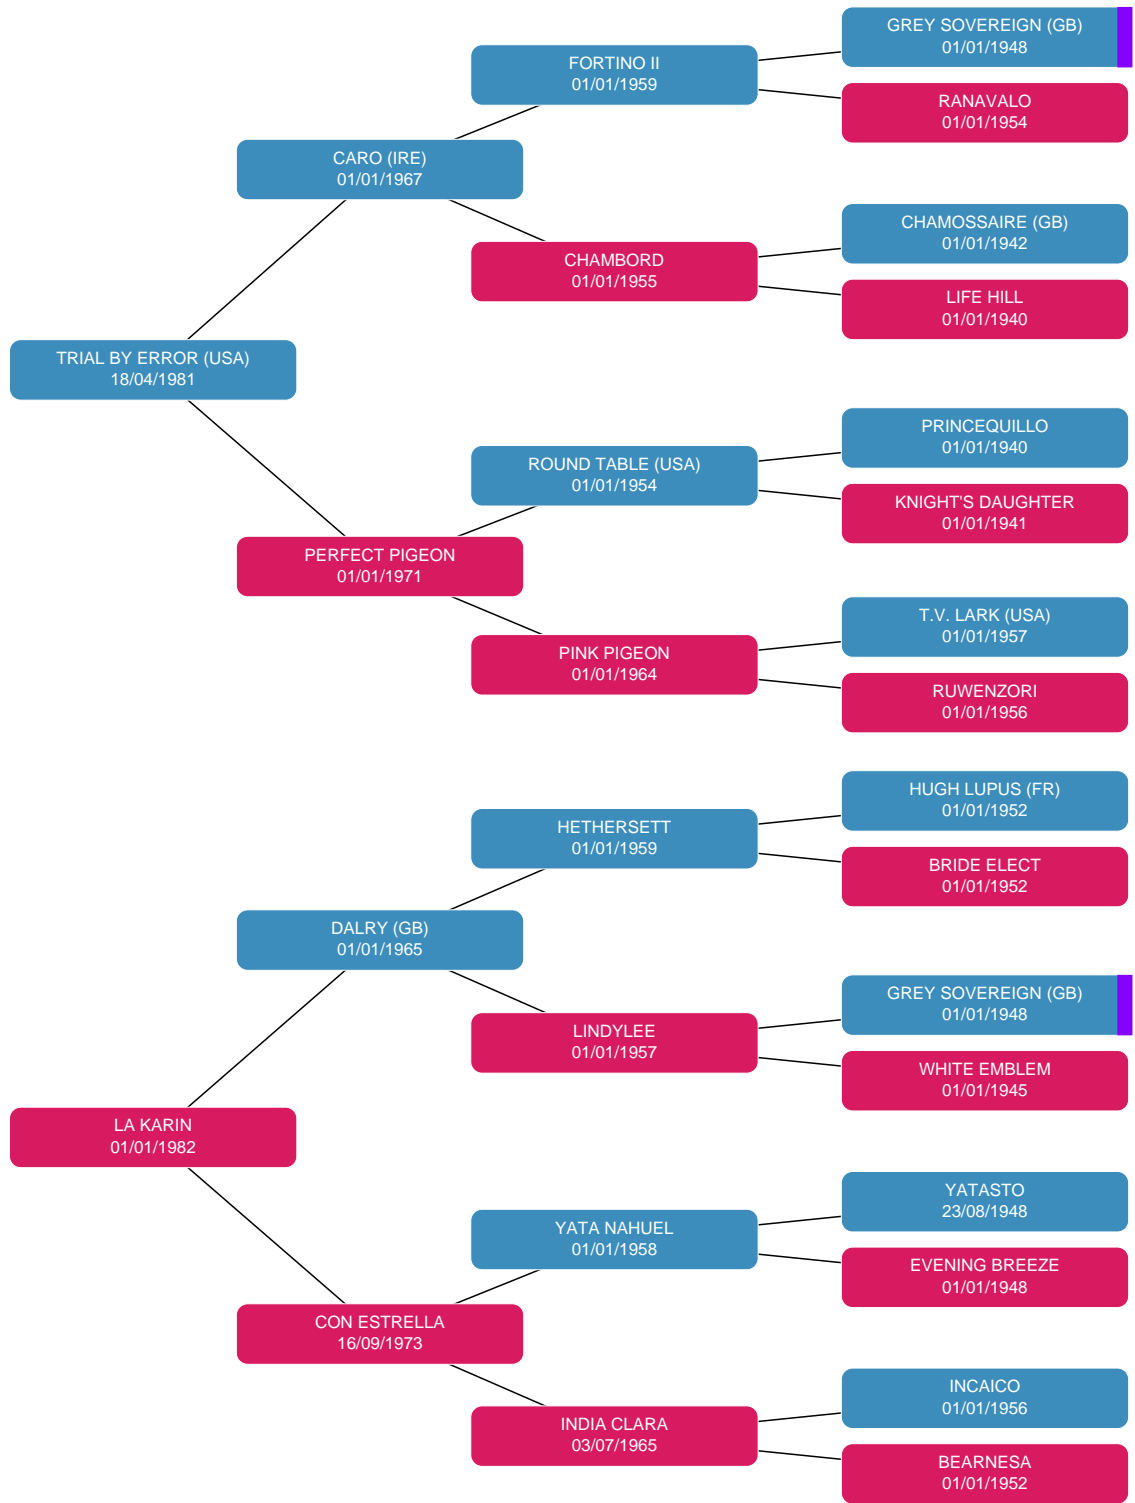 GREY SOVEREIGN (GB)
01/01/1948
FORTINO II
01/01/1959
RANAVALO
01/01/1954
CARO (IRE)
01/01/1967
CHAMOSSAIRE (GB)
01/01/1942
CHAMBORD
01/01/1955
LIFE HILL
01/01/1940
TRIAL BY ERROR (USA)
18/04/1981
PRINCEQUILLO
01/01/1940
ROUND TABLE (USA)
01/01/1954
KNIGHT'S DAUGHTER
01/01/1941
PERFECT PIGEON
01/01/1971
T.V. LARK (USA)
01/01/1957
PINK PIGEON
01/01/1964
RUWENZORI
01/01/1956
HUGH LUPUS (FR)
01/01/1952
HETHERSETT
01/01/1959
BRIDE ELECT
01/01/1952
DALRY (GB)
01/01/1965
GREY SOVEREIGN (GB)
01/01/1948
LINDYLEE
01/01/1957
WHITE EMBLEM
01/01/1945
LA KARIN
01/01/1982
YATASTO
23/08/1948
YATA NAHUEL
01/01/1958
EVENING BREEZE
01/01/1948
CON ESTRELLA
16/09/1973
INCAICO
01/01/1956
INDIA CLARA
03/07/1965
BEARNESA
01/01/1952